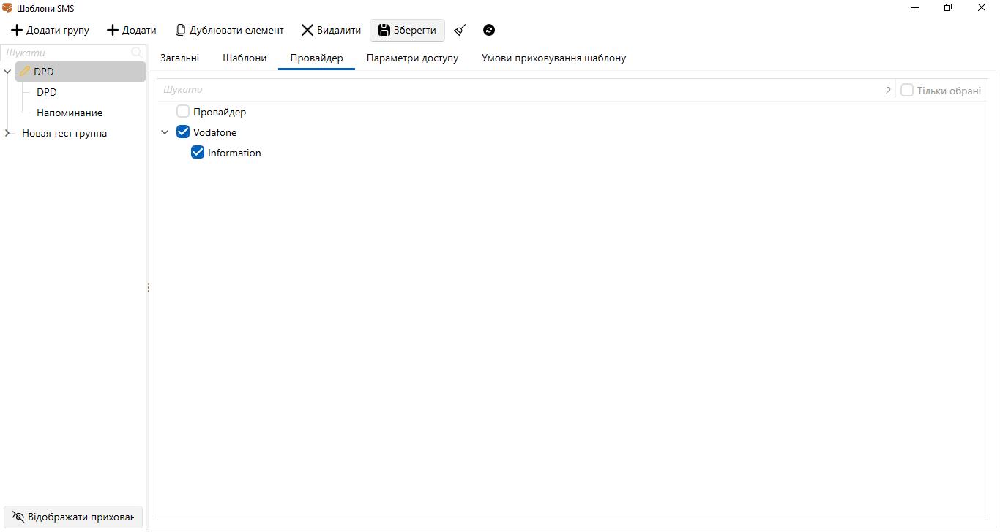 Шаблони SMS
Додати групу Додати Дублювати елемент Видалити Зберегти
Шукати
DPD
DPD
Напоминание
Новая тест группа
Відображати прихован
Загальні Шаблони Провайдер Параметри доступу Умови приховування шаблону
Шукати 2 Тільки обрані
Провайдер
Vodafone
Information